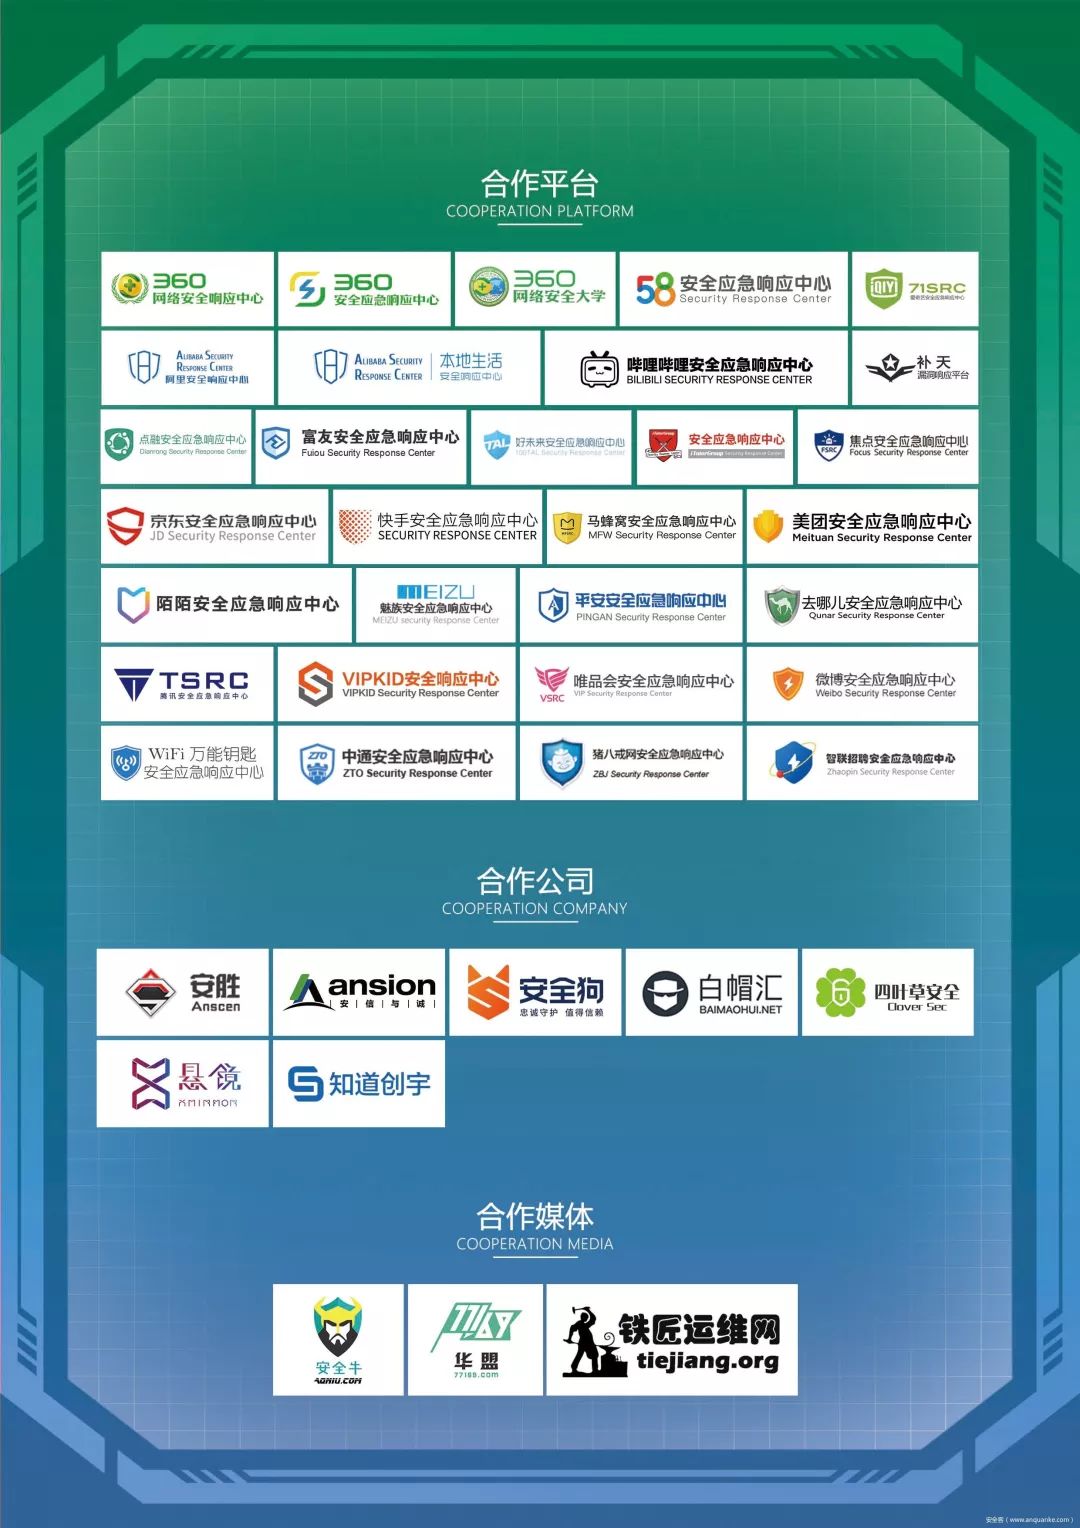 合作平台
COOPERATION PLATFORM
360
网络安全响应中心
360
安全应急响应中心
360
网络安全大学
58 安全应急响应中心
Security Response Center
QIYI 71SRC
爱奇艺安全应急响应中心
ALIBABA SECURITY
RESPONSE CENTER
阿里安全响应中心
ALIBABA SECURITY
RESPONSE CENTER
本地生活
安全响应中心
哔哩哔哩安全应急响应中心
BILIBILI SECURITY RESPONSE CENTER
补天
漏洞响应平台
点融安全应急响应中心
Dianrong Security Response Center
富友安全应急响应中心
Fuiou Security Response Center
TAL 好未来安全应急响应中心
100TAL Security Response Center
安全应急响应中心
iTutorGroup Security Response Center
FSRC
焦点安全应急响应中心
Focus Security Response Center
京东安全应急响应中心
JD Security Response Center
快手安全应急响应中心
SECURITY RESPONSE CENTER
MFSRC
马蜂窝安全应急响应中心
MFW Security Response Center
美团安全应急响应中心
Meituan Security Response Center
陌陌安全应急响应中心
MEIZU
魅族安全应急响应中心
MEIZU security Response Center
平安安全应急响应中心
PINGAN Security Response Center
去哪儿安全应急响应中心
Qunar Security Response Center
TSRC
腾讯安全应急响应中心
VIPKID安全响应中心
VIPKID Security Response Center
VSRC
唯品会安全应急响应中心
VIP Security Response Center
微博安全应急响应中心
Weibo Security Response Center
WiFi 万能钥匙
安全应急响应中心
ZTO
中通安全应急响应中心
ZTO Security Response Center
猪八戒网安全应急响应中心
ZBJ Security Response Center
智联招聘安全应急响应中心
Zhaopin Security Response Center
合作公司
COOPERATION COMPANY
安胜
Anscen
ansion
安信与诚
安全狗
忠诚守护 值得信赖
白帽汇
BAIMAOHUI.NET
四叶草安全
Clover Sec
悬镜
XMIRROR
知道创宇
合作媒体
COOPERATION MEDIA
安全牛
AQNIU.COM
77169
华盟
77169.com
铁匠运维网
tiejiang.org
安全客（www.anquanke.com）